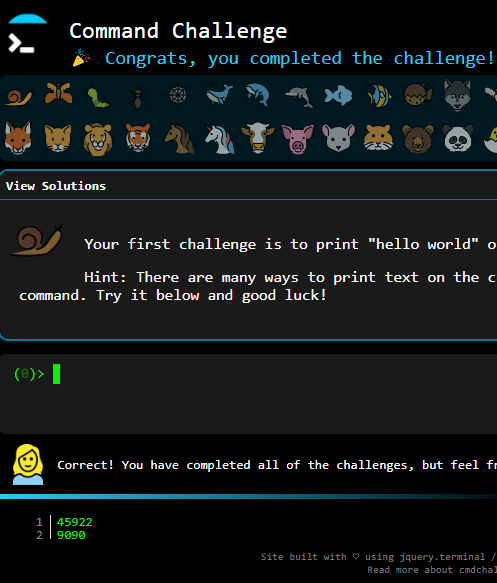 Command Challenge
Congrats, you completed the challenge!
View Solutions
Your first challenge is to print "hello world" o
Hint: There are many ways to print text on the c
command. Try it below and good luck!
(0)>
Correct! You have completed all of the challenges, but feel fr
1 45922
2 9090
Site built with ♡ using jquery.terminal /
Read more about cmdchal